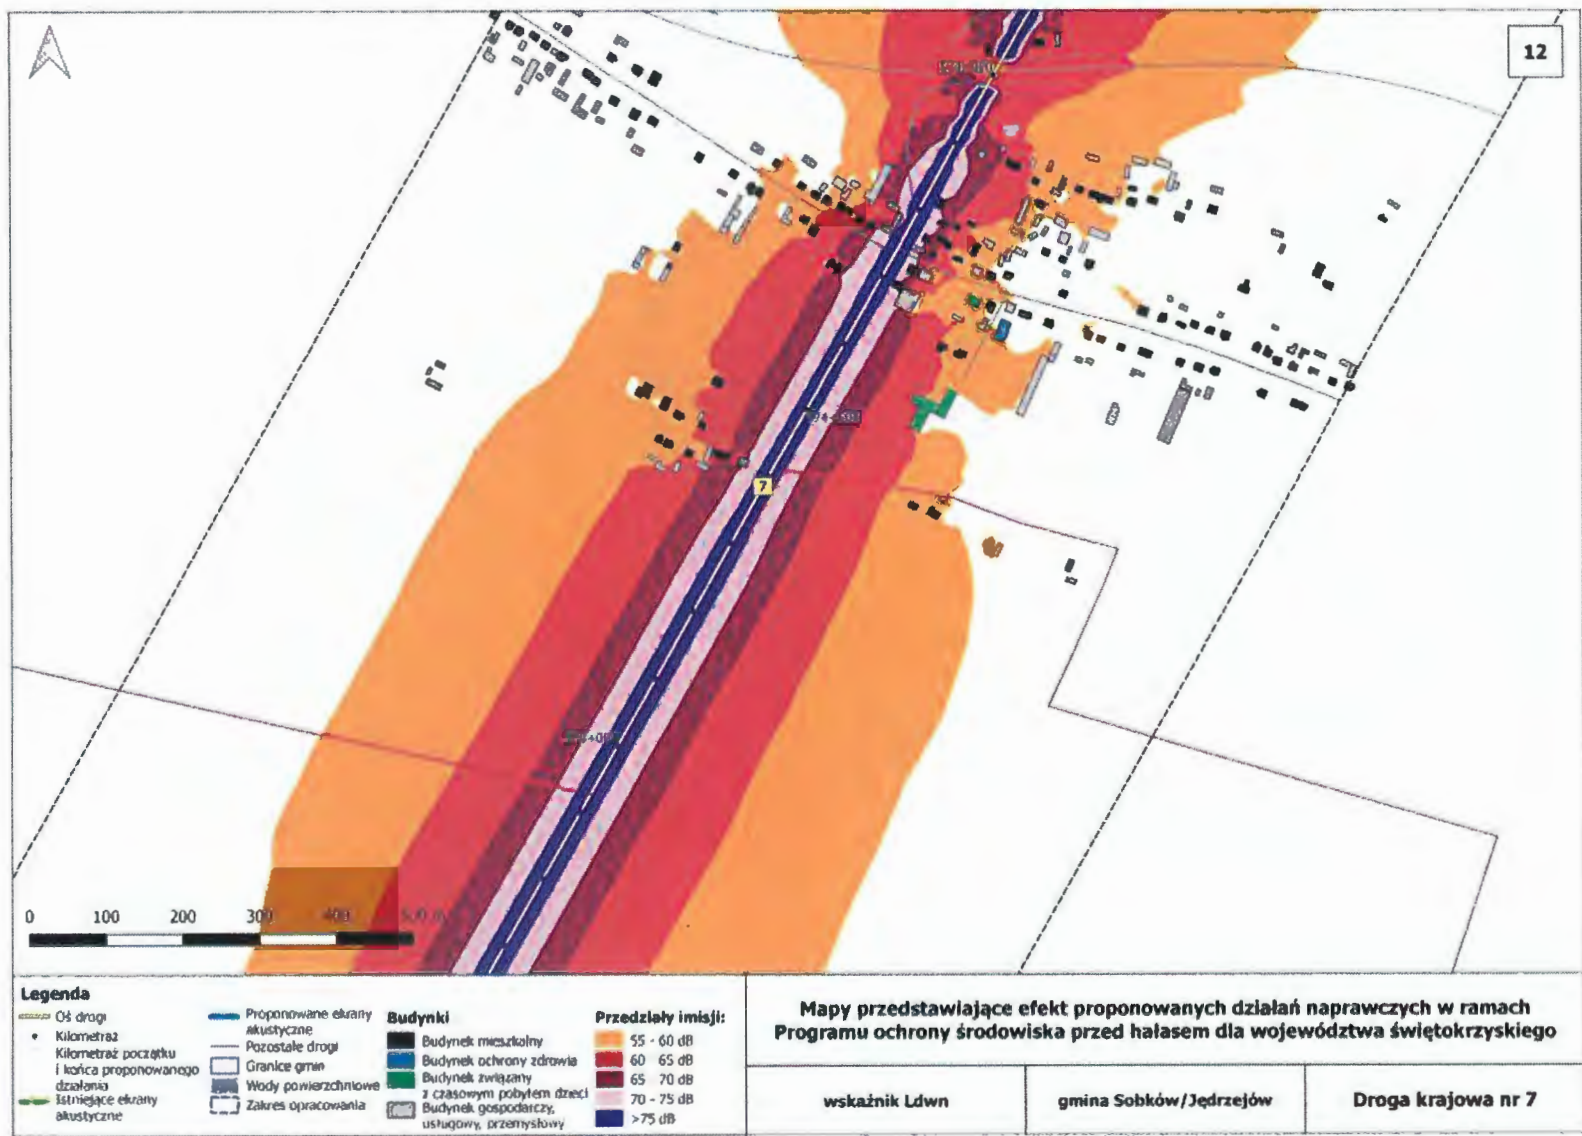 12
7
0 100 200 300 400
Legenda
Oś drogi
Kilometraż
Kilometraż początku
i końca proponowanego
działania
Istniejące ekrany
akustyczne
Proponowane ekrany
akustyczne
Pozostałe drogi
Granice gmin
Wody powierzchniowe
Zakres opracowania
Budynki
Budynek mieszkalny
Budynek ochrony zdrowia
Budynek związany
z czasowym pobytem dzieci
Budynek gospodarczy,
usługowy, przemysłowy
Przedziały imisji:
55 - 60 dB
60 65 dB
65 70 dB
70 - 75 dB
>75 dB
Mapy przedstawiające efekt proponowanych działań naprawczych w ramach
Programu ochrony środowiska przed hałasem dla województwa świętokrzyskiego
wskaźnik Ldwn
gmina Sobków/Jędrzejów
Droga krajowa nr 7